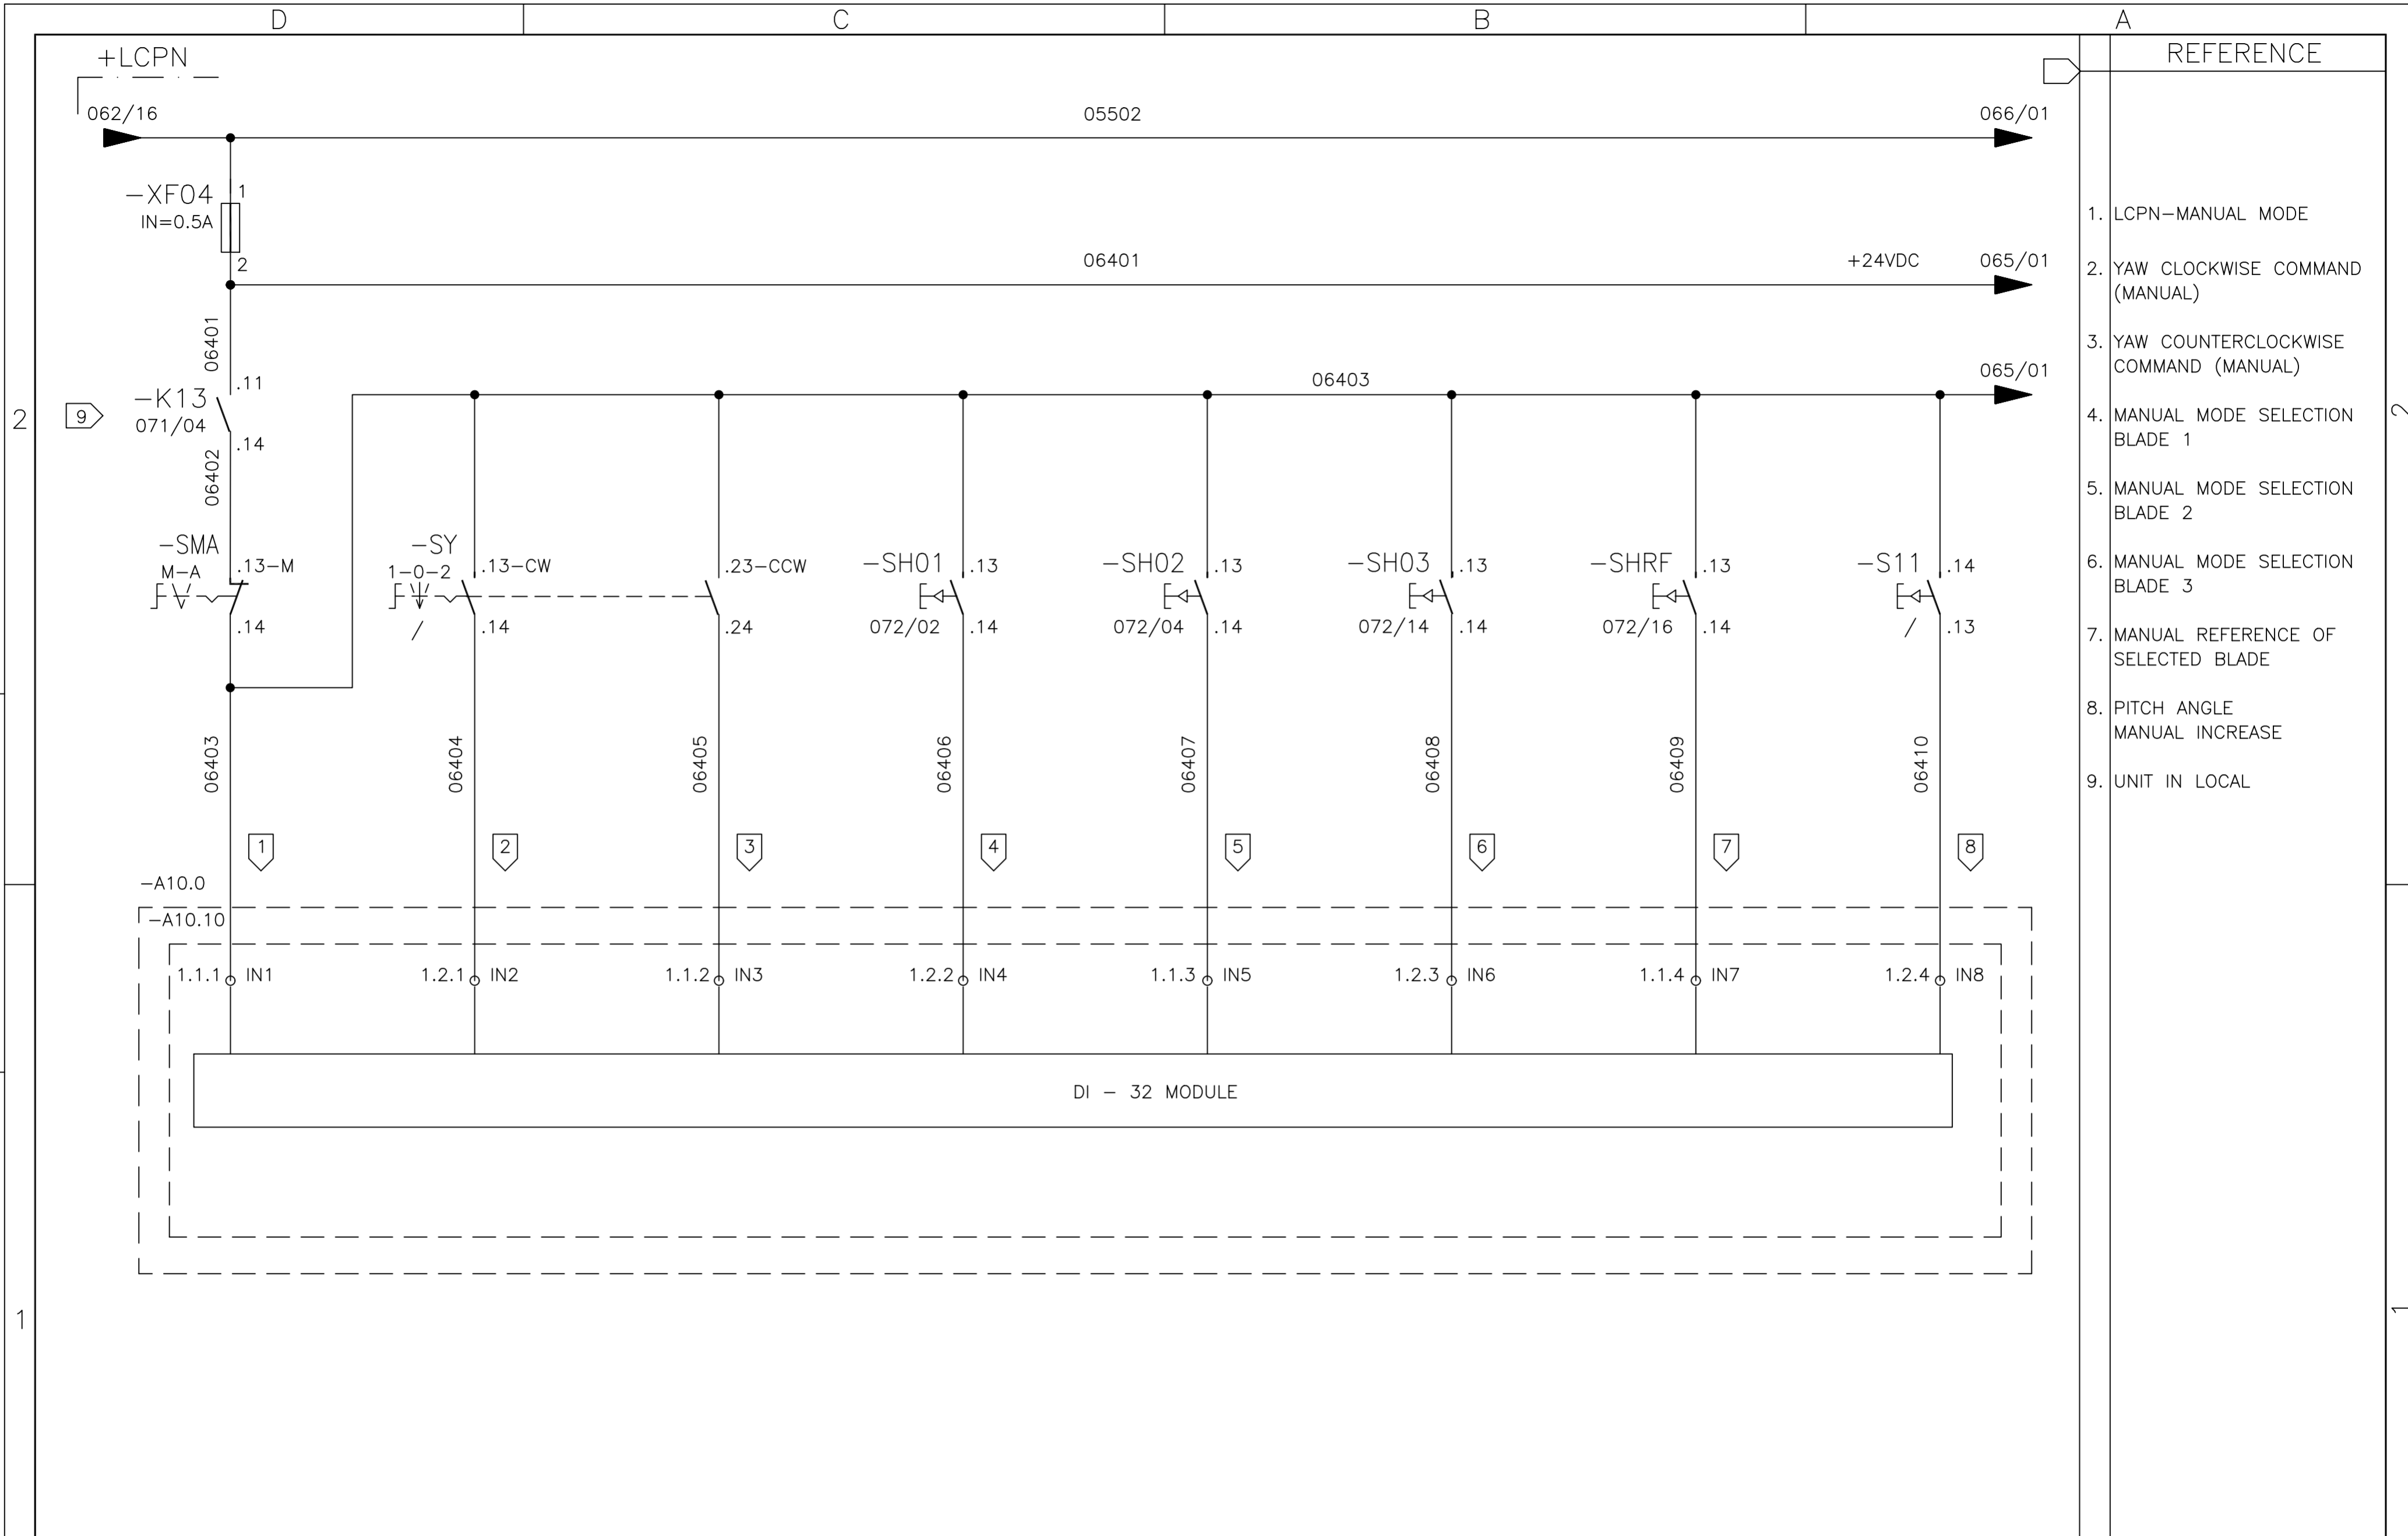 D
C
B
A
+LCPN
REFERENCE
062/16
05502
066/01
-XF04
1
IN=0.5A
2
06401
+24VDC
065/01
06401
-K13
.11
071/04
.14
9
06403
065/01
06402
2
2
-SMA
M-A
.13-M
.14
-SY
1-0-2
.13-CW
/
.14
.23-CCW
.24
-SH01
.13
072/02
.14
-SH02
.13
072/04
.14
-SH03
.13
072/14
.14
-SHRF
.13
072/16
.14
-S11
.14
/
.13
06403
06404
06405
06406
06407
06408
06409
06410
1
2
3
4
5
6
7
8
-A10.0
-A10.10
1.1.1 IN1
1.2.1 IN2
1.1.2 IN3
1.2.2 IN4
1.1.3 IN5
1.2.3 IN6
1.1.4 IN7
1.2.4 IN8
DI - 32 MODULE
1
1
1. LCPN-MANUAL MODE
2. YAW CLOCKWISE COMMAND
(MANUAL)
3. YAW COUNTERCLOCKWISE
COMMAND (MANUAL)
4. MANUAL MODE SELECTION
BLADE 1
5. MANUAL MODE SELECTION
BLADE 2
6. MANUAL MODE SELECTION
BLADE 3
7. MANUAL REFERENCE OF
SELECTED BLADE
8. PITCH ANGLE
MANUAL INCREASE
9. UNIT IN LOCAL